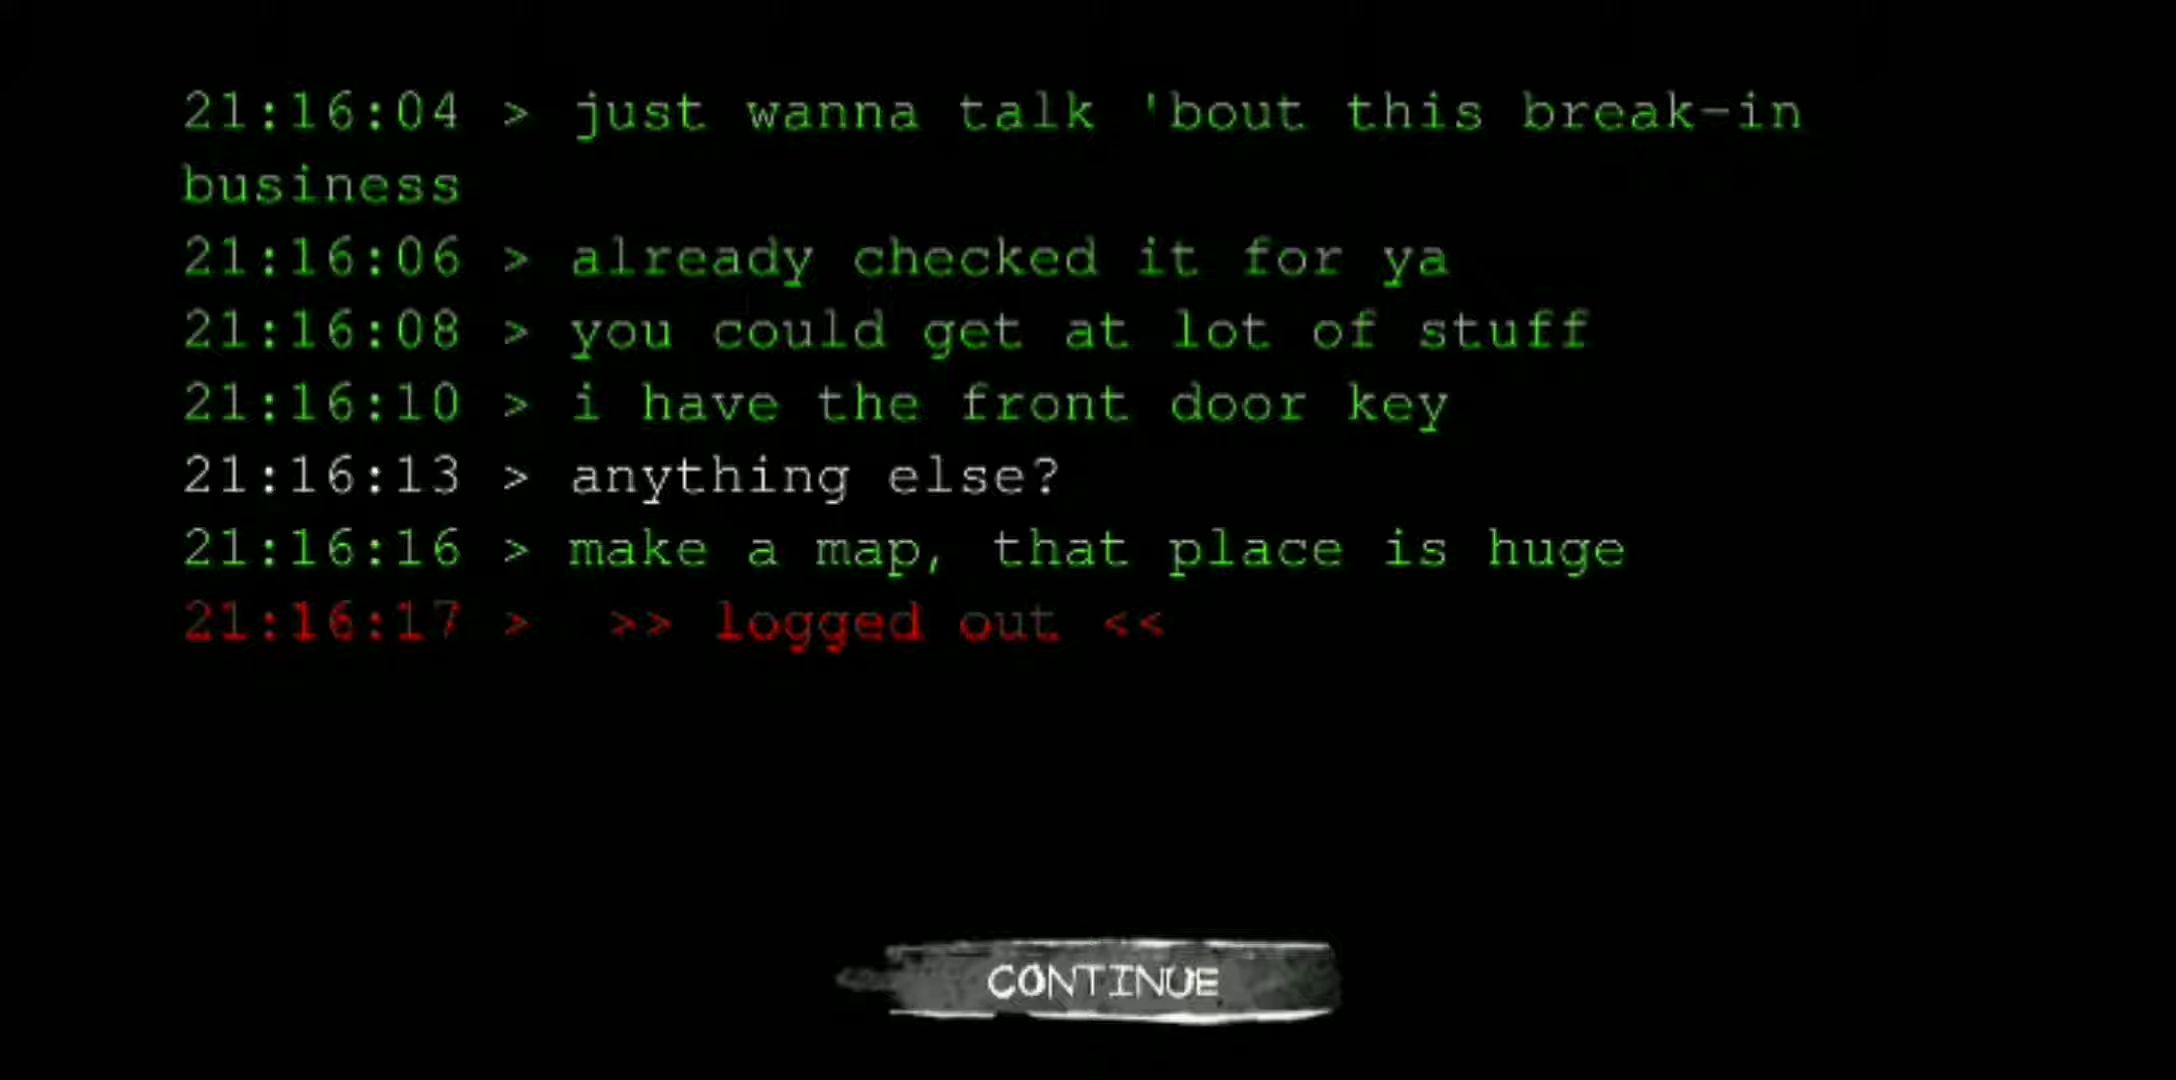 21:16:04 > just wanna talk 'bout this break-in
business
21:16:06 > already checked it for ya
21:16:08 > you could get at lot of stuff
21:16:10 > i have the front door key
21:16:13 > anything else?
21:16:16 > make a map, that place is huge
21:16:17 >  >> logged out <<
CONTINUE